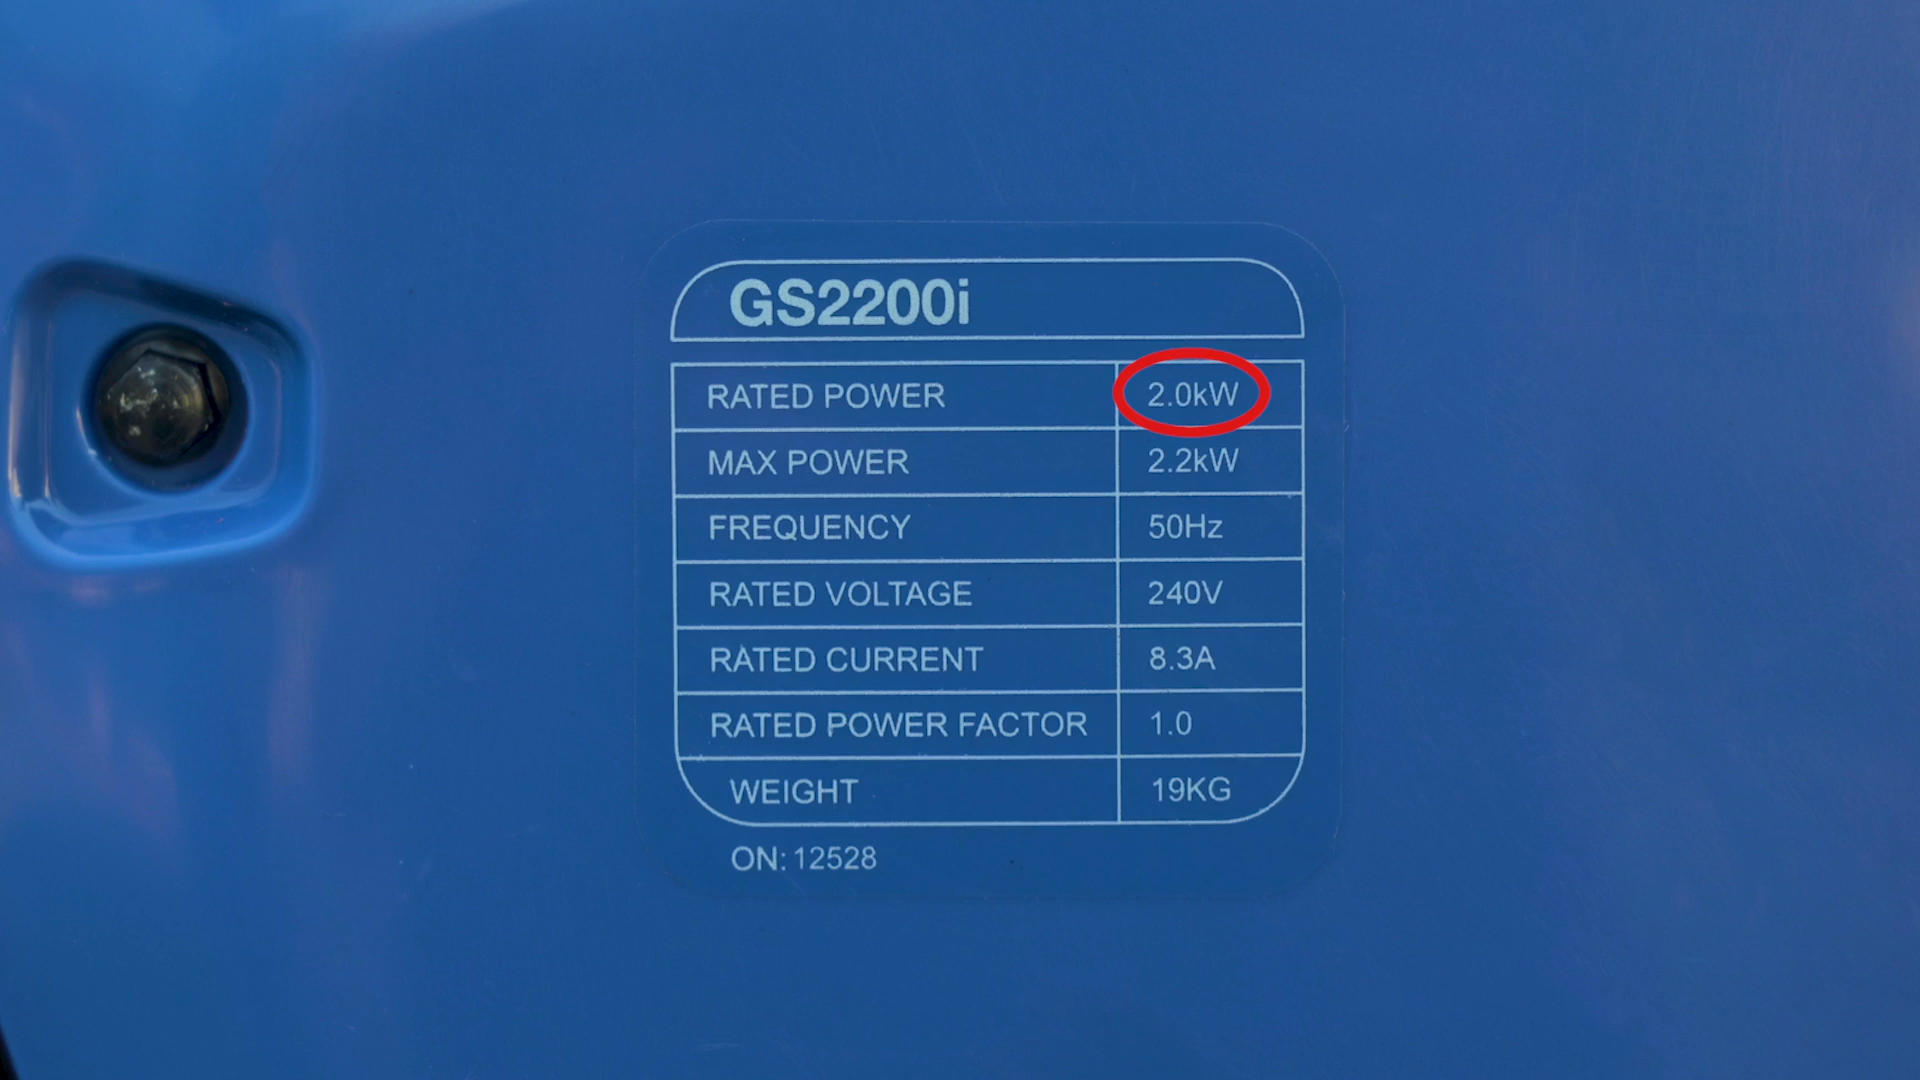 GS2200i
RATED POWER 2.0kW
MAX POWER 2.2kW
FREQUENCY 50Hz
RATED VOLTAGE 240V
RATED CURRENT 8.3A
RATED POWER FACTOR 1.0
WEIGHT 19KG
ON: 12528